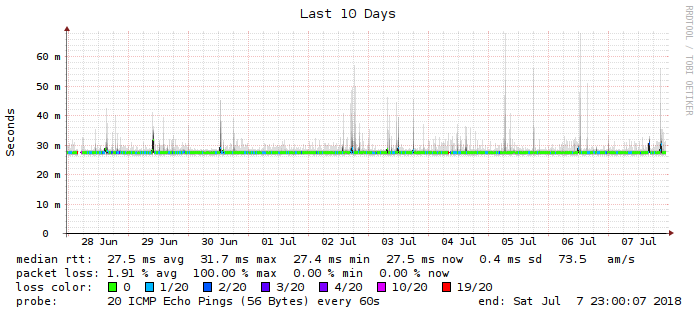 Last 10 Days
RRDTOOL / TOBI OETIKER
Seconds
60 m
50 m
40 m
30 m
20 m
10 m
0
28 Jun 29 Jun 30 Jun 01 Jul 02 Jul 03 Jul 04 Jul 05 Jul 06 Jul 07 Jul
median rtt: 27.5 ms avg 31.7 ms max 27.4 ms min 27.5 ms now 0.4 ms sd 73.5 am/s
packet loss: 1.91 % avg 100.00 % max 0.00 % min 0.00 % now
loss color: 0 1/20 2/20 3/20 4/20 10/20 19/20
probe: 20 ICMP Echo Pings (56 Bytes) every 60s end: Sat Jul 7 23:00:07 2018